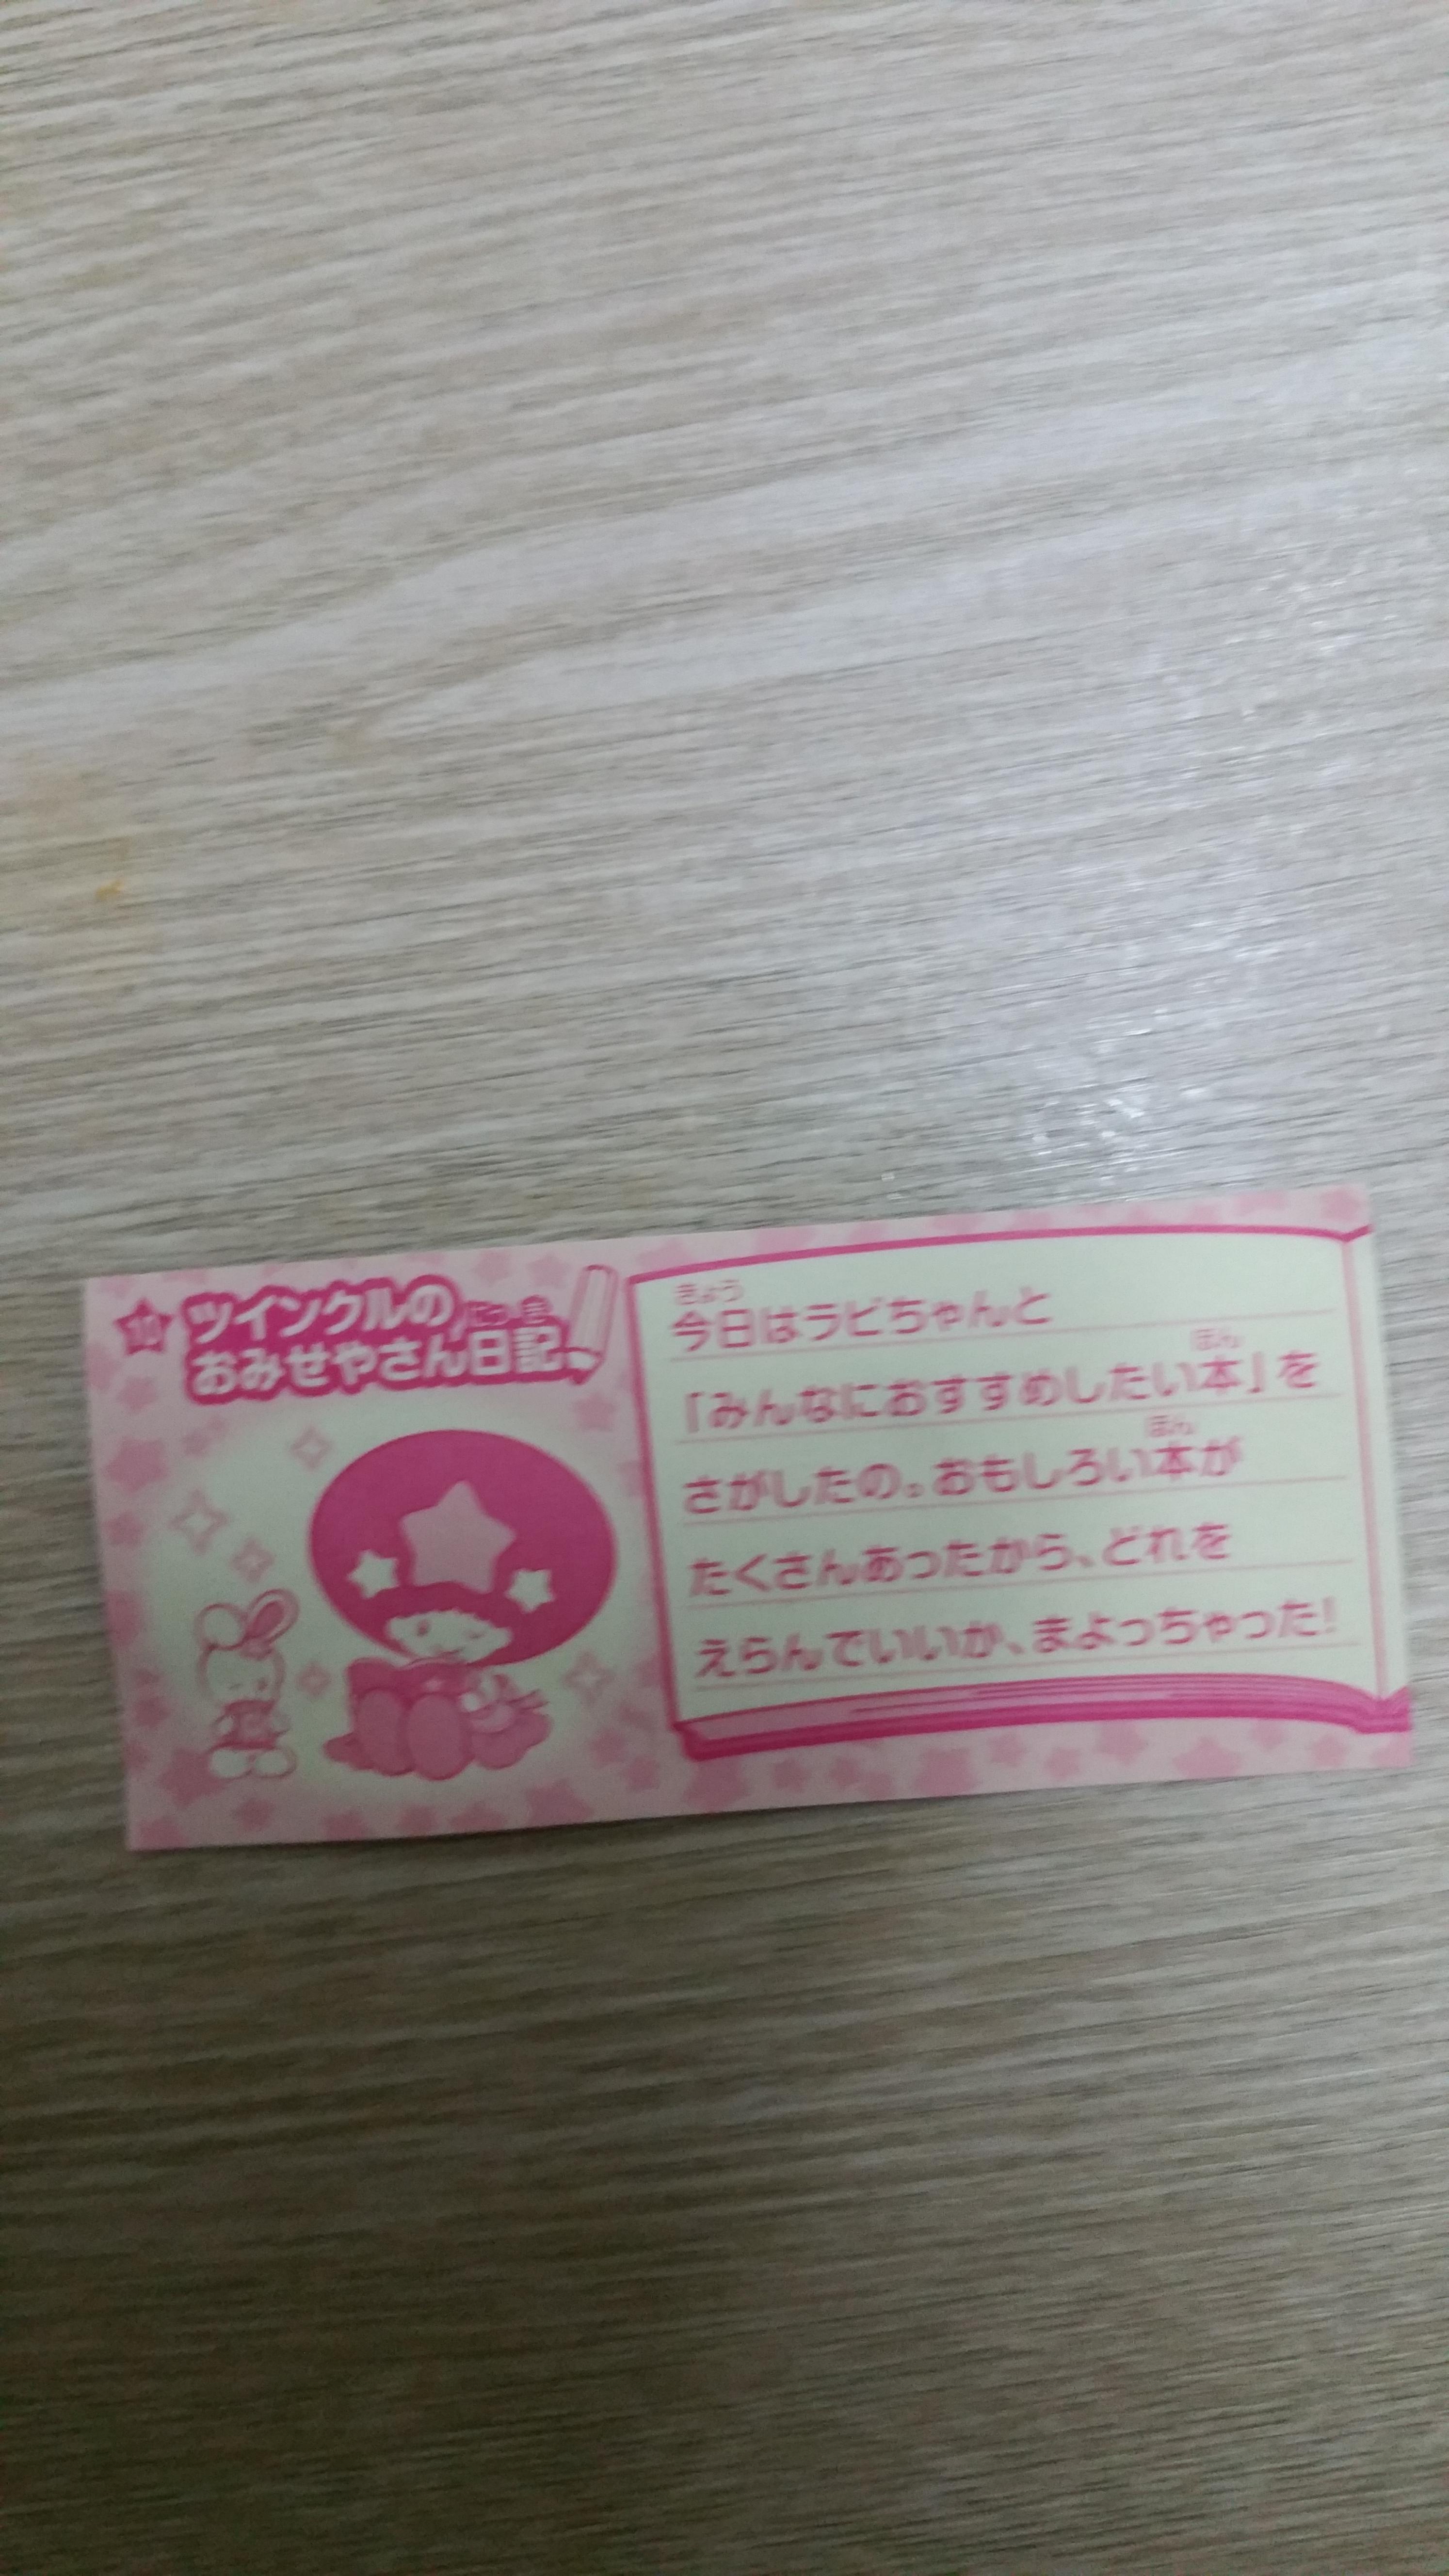 10
ツインクルの
おみせやさん日記
にっき
きょう
今日はラビちゃんと
ほん
「みんなにおすすめしたい本」を
ほん
さがしたの。おもしろい本が
たくさんあったから、どれを
えらんでいいか、まよっちゃった!